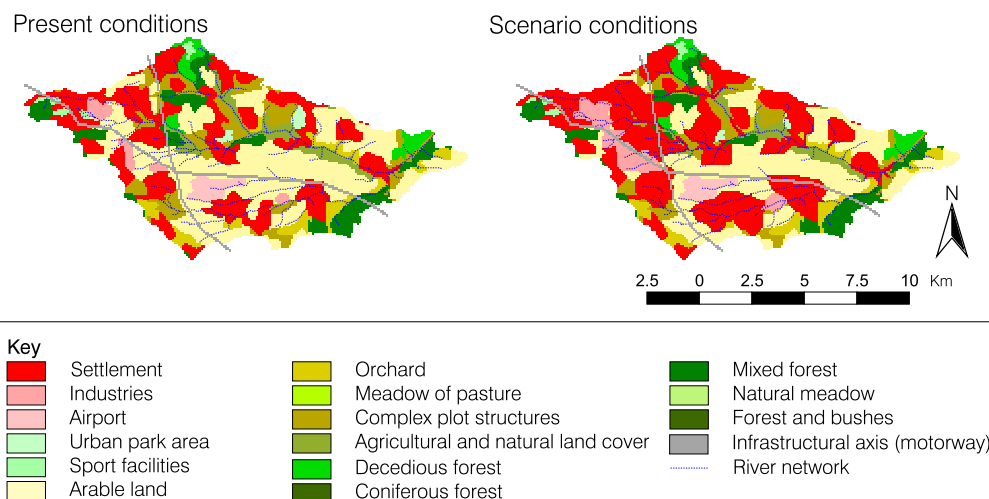 Present conditions
Scenario conditions
N
2.5 0 2.5 5 7.5 10 Km
Key
Settlement
Industries
Airport
Urban park area
Sport facilities
Arable land
Orchard
Meadow of pasture
Complex plot structures
Agricultural and natural land cover
Decedious forest
Coniferous forest
Mixed forest
Natural meadow
Forest and bushes
Infrastructural axis (motorway)
River network